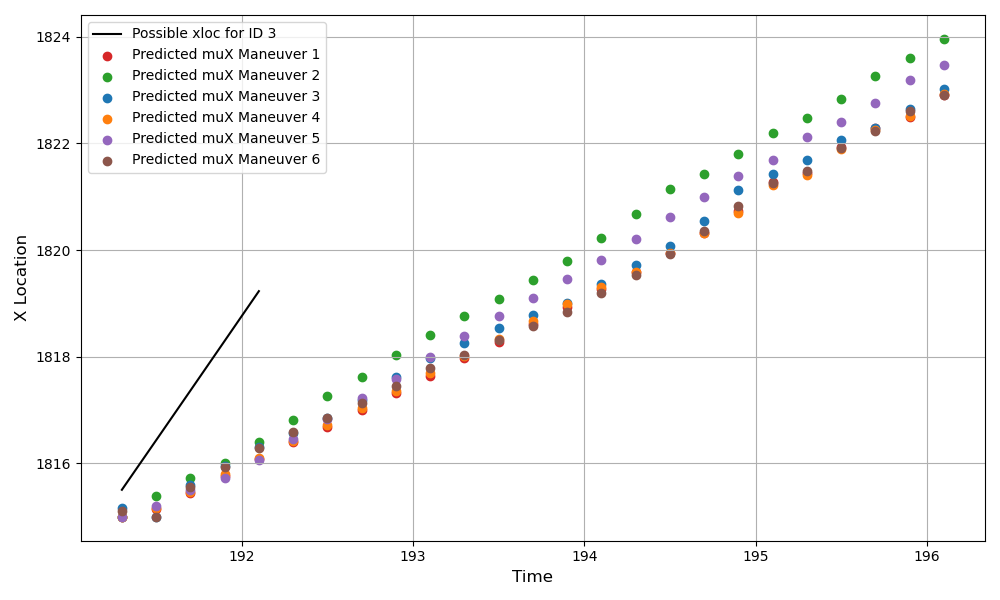 Possible xloc for ID 3
Predicted muX Maneuver 1
Predicted muX Maneuver 2
Predicted muX Maneuver 3
Predicted muX Maneuver 4
Predicted muX Maneuver 5
Predicted muX Maneuver 6
X Location
1824
1822
1820
1818
1816
192 193 194 195 196
Time